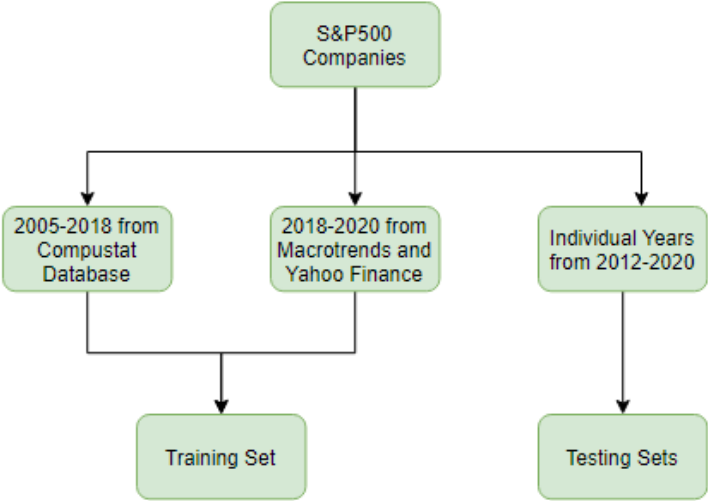 S&P500
Companies
2005-2018 from
Compustat
Database
2018-2020 from
Macrotrends and
Yahoo Finance
Individual Years
from 2012-2020
Training Set
Testing Sets